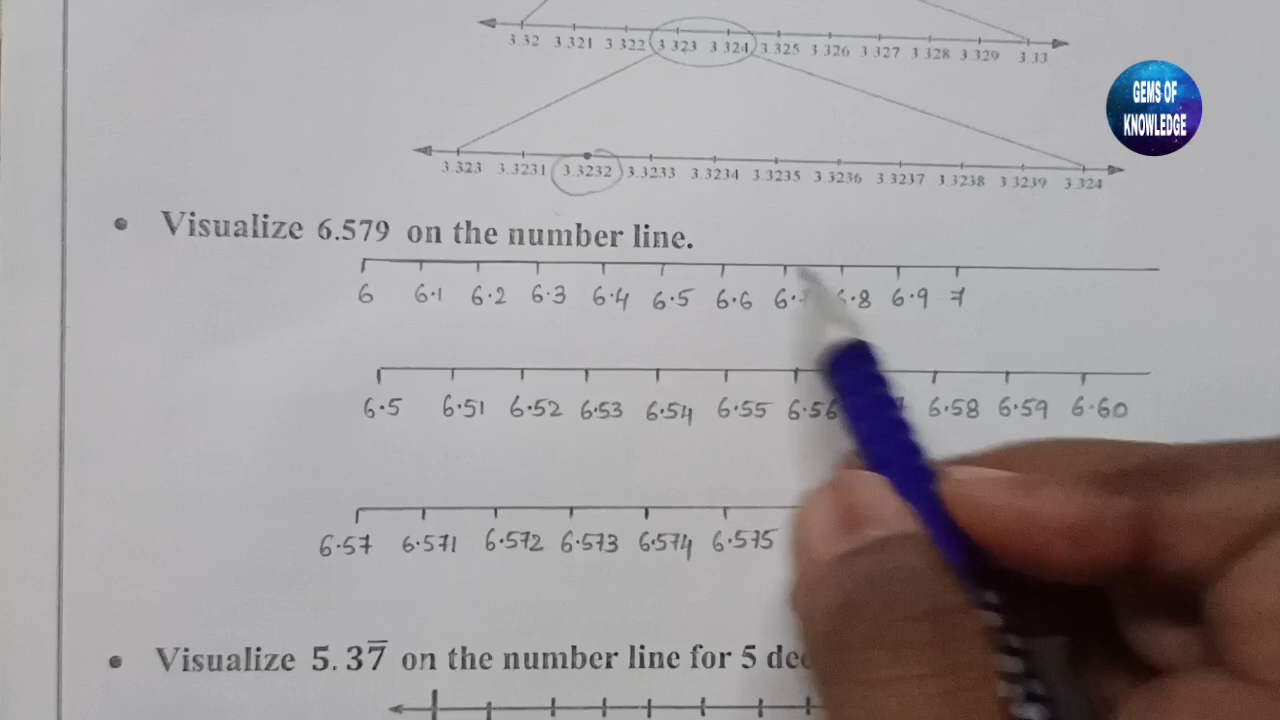 3.32 3.321 3.322 3.323 3.324 3.325 3.326 3.327 3.328 3.329 3.33
GEMS OF
KNOWLEDGE
3.323 3.3231 3.3232 3.3233 3.3234 3.3235 3.3236 3.3237 3.3238 3.3239 3.324
• Visualize 6.579 on the number line.
6 6.1 6.2 6.3 6.4 6.5 6.6 6.7 6.8 6.9 7
6.5 6.51 6.52 6.53 6.54 6.55 6.56 6.58 6.59 6.60
6.57 6.571 6.572 6.573 6.574 6.575
• Visualize 5.37̅ on the number line for 5